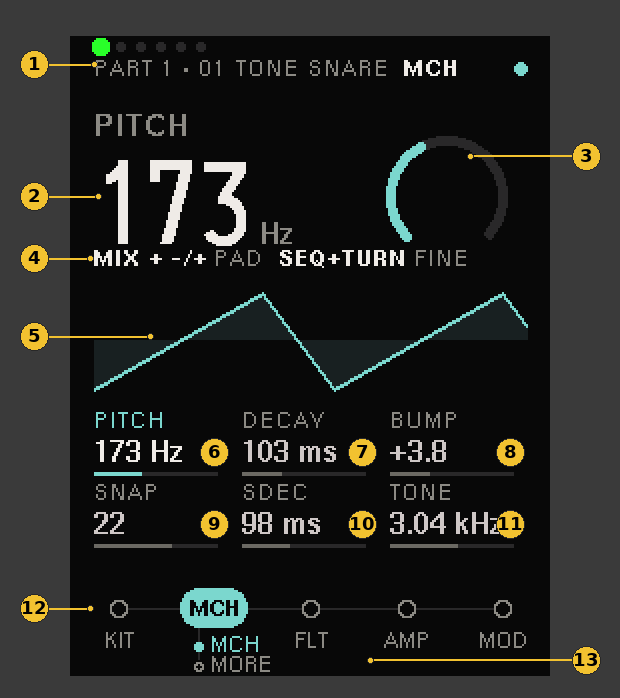 1 PART 1 · 01 TONE SNARE MCH
PITCH
3
2 173 Hz
4 MIX + -/+ PAD SEQ+TURN FINE
5
PITCH DECAY BUMP
173 Hz 6 103 ms 7 +3.8 8
SNAP SDEC TONE
22 9 98 ms 10 3.04 kHz 11
12 MCH
KIT FLT AMP MOD
MCH
13
MORE